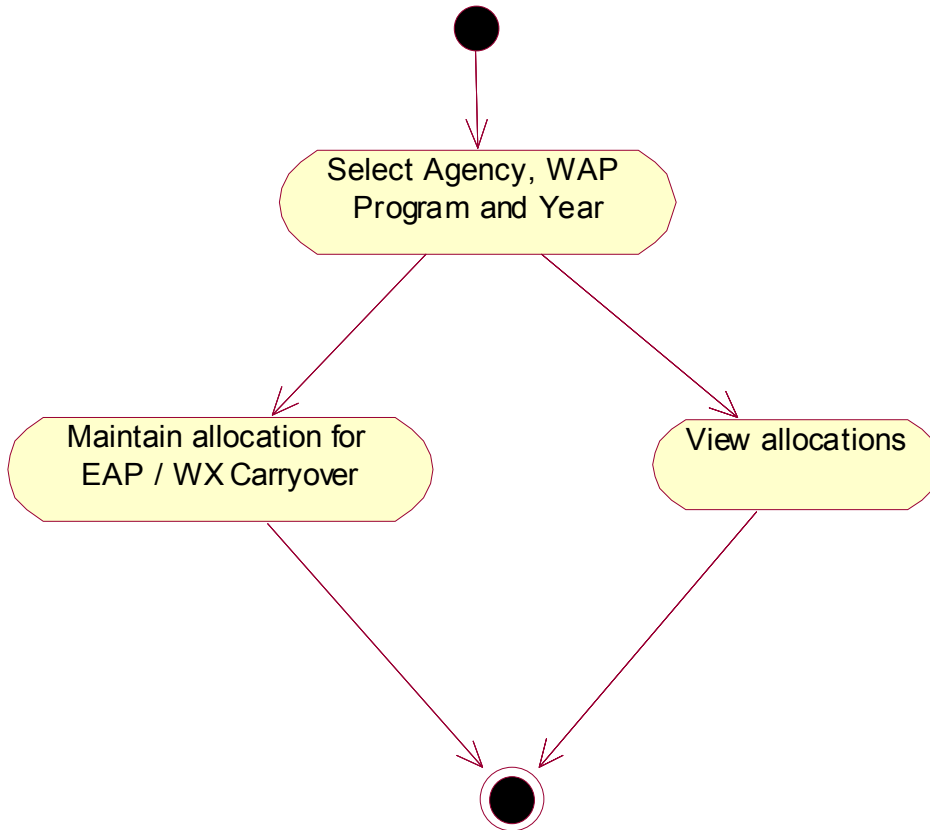 Select Agency, WAP
Program and Year
Maintain allocation for
EAP / WX Carryover
View allocations